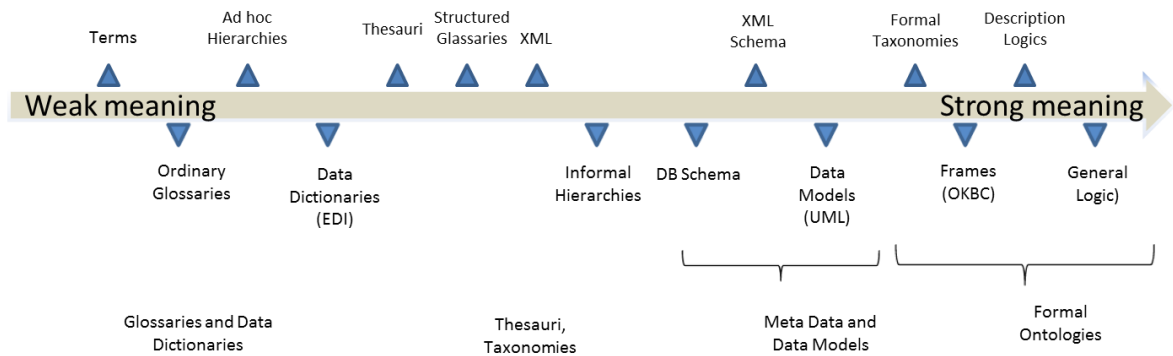 Terms
Ad hoc
Hierarchies
Thesauri
Structured
Glassaries
XML
XML
Schema
Formal
Taxonomies
Description
Logics
Weak meaning
Strong meaning
Ordinary
Glossaries
Data
Dictionaries
(EDI)
Informal
Hierarchies
DB Schema
Data
Models
(UML)
Frames
(OKBC)
General
Logic)
Glossaries and Data
Dictionaries
Thesauri,
Taxonomies
Meta Data and
Data Models
Formal
Ontologies